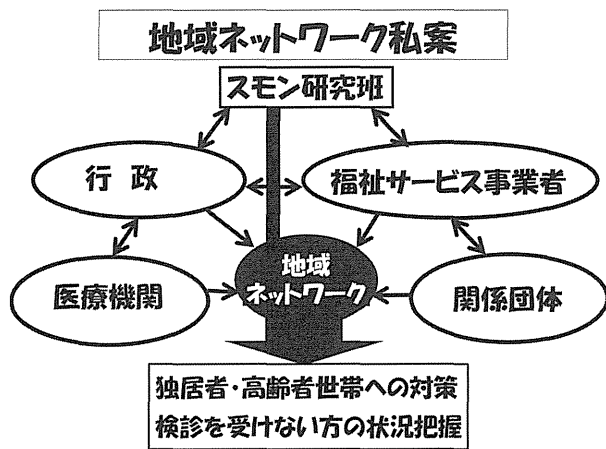 地域ネットワーク私案
スモン研究班
行 政
福祉サービス事業者
地域
ネットワーク
医療機関
関係団体
独居者・高齢者世帯への対策
検診を受けない方の状況把握